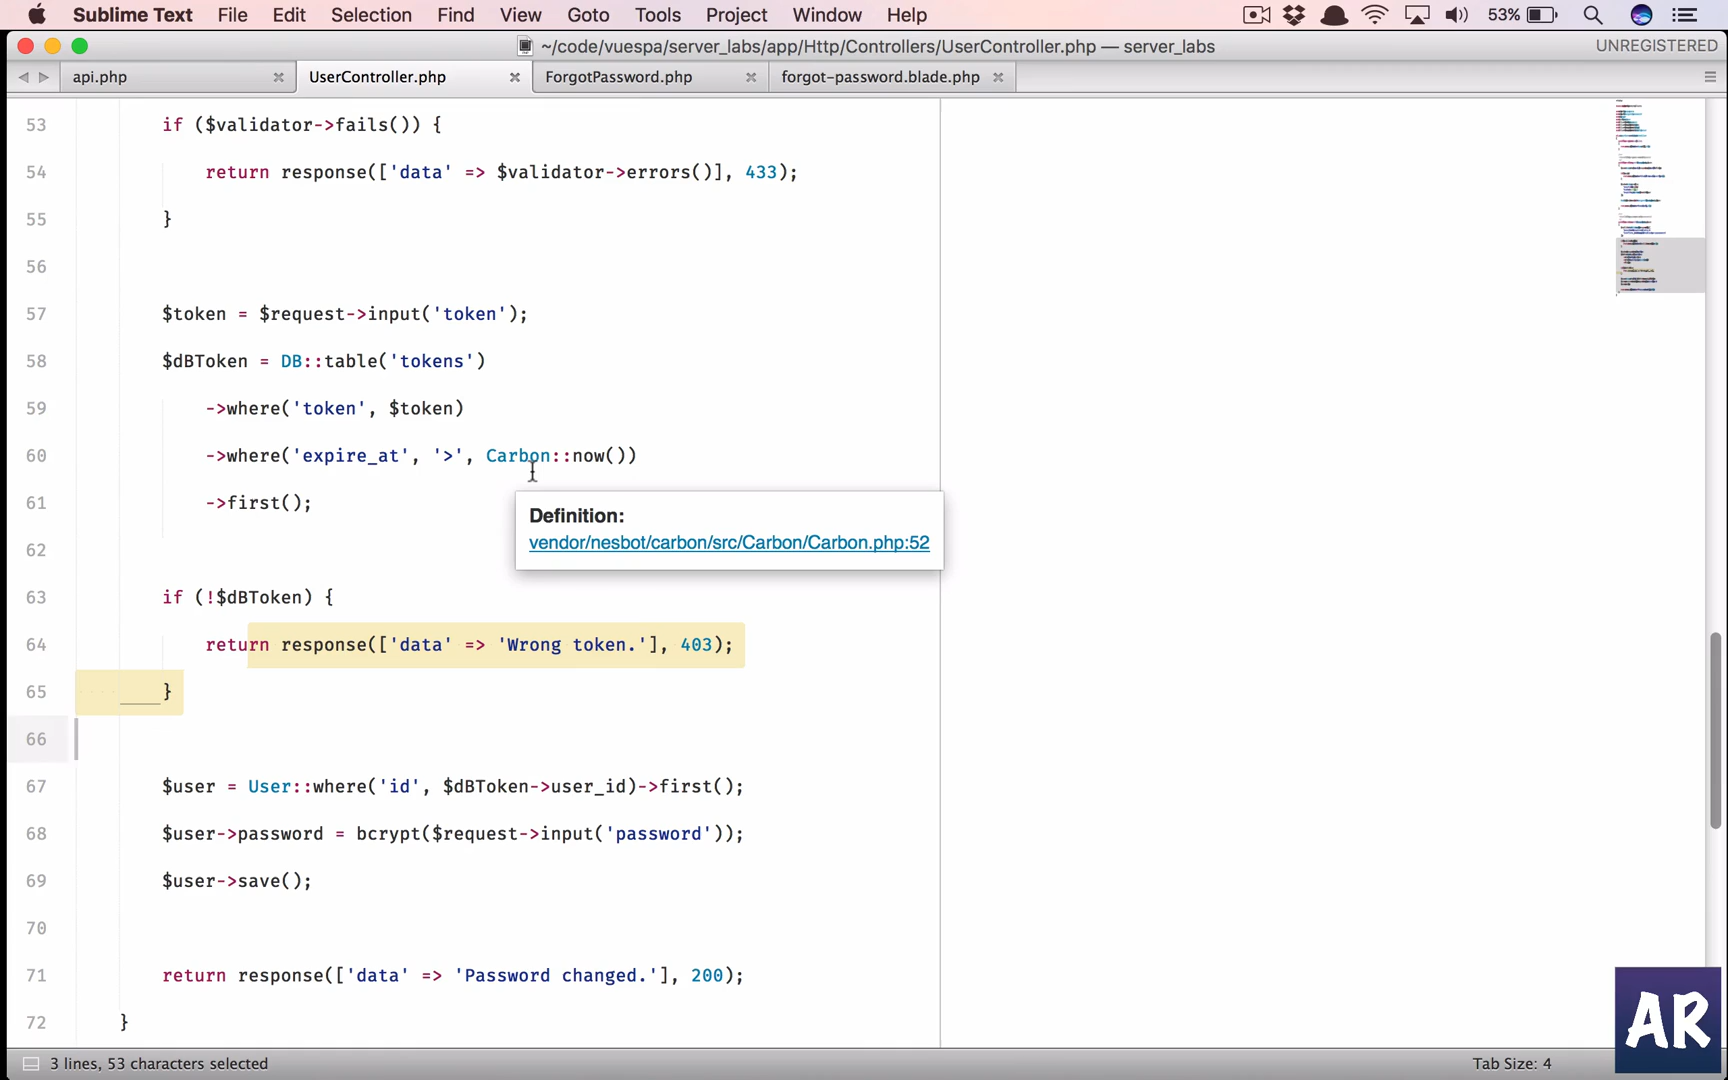 Sublime Text File Edit Selection Find View Goto Tools Project Window Help 53%
~/code/vuespa/server_labs/app/Http/Controllers/UserController.php — server_labs UNREGISTERED
api.php UserController.php ForgotPassword.php forgot-password.blade.php
53 if ($validator->fails()) {
54 return response(['data' => $validator->errors()], 433);
55 }
56
57 $token = $request->input('token');
58 $dBToken = DB::table('tokens')
59 ->where('token', $token)
60 ->where('expire_at', '>', Carbon::now())
61 ->first();
Definition:
vendor/nesbot/carbon/src/Carbon/Carbon.php:52
62
63 if (!$dBToken) {
64 return response(['data' => 'Wrong token.'], 403);
65 }
66
67 $user = User::where('id', $dBToken->user_id)->first();
68 $user->password = bcrypt($request->input('password'));
69 $user->save();
70
71 return response(['data' => 'Password changed.'], 200);
72 }
AR
3 lines, 53 characters selected Tab Size: 4